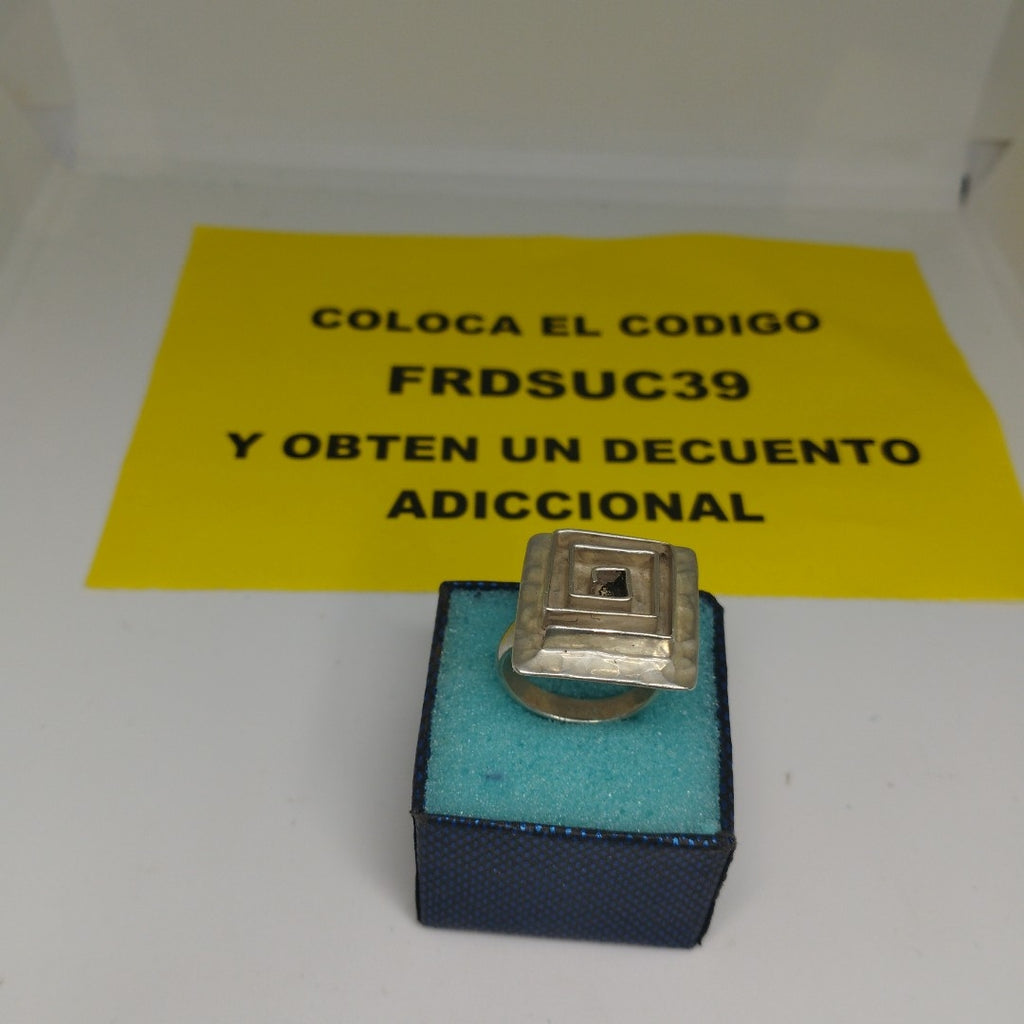 COLOCA EL CODIGO
FRDSUC39
Y OBTEN UN DECUENTO
ADICCIONAL